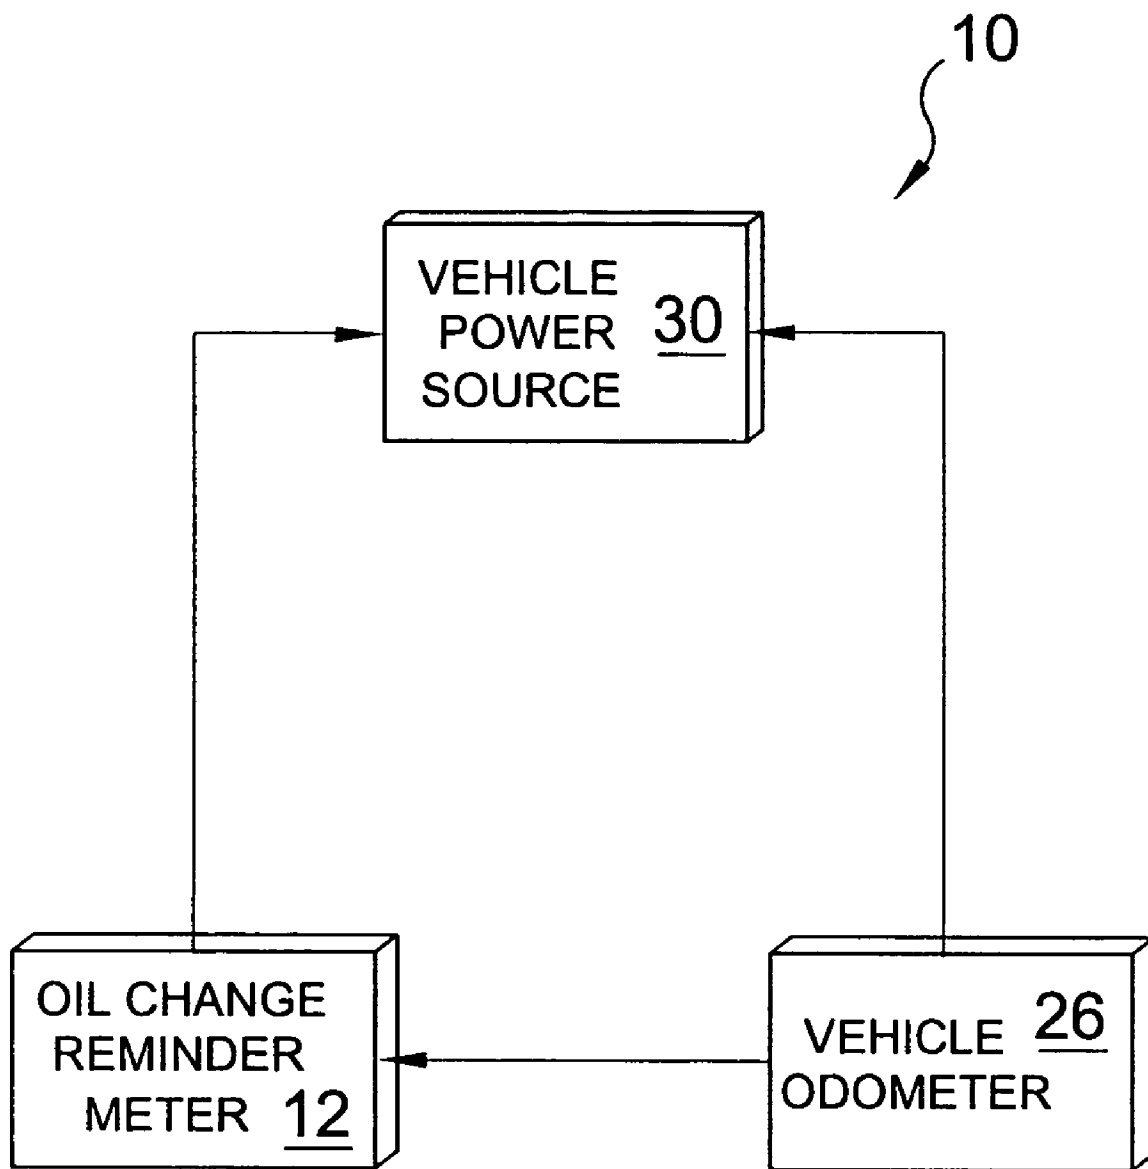 10
VEHICLE
POWER
SOURCE
30
OIL CHANGE
REMINDER
METER 12
VEHICLE
ODOMETER
26